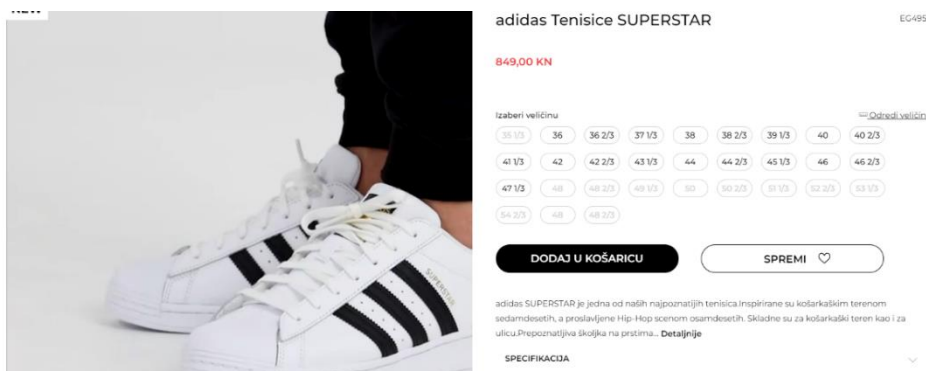 NEW
adidas Tenisice SUPERSTAR
EG495
849,00 KN
Izaberi veličinu
Odredi veličin
35 1/3 36 36 2/3 37 1/3 38 38 2/3 39 1/3 40 40 2/3
41 1/3 42 42 2/3 43 1/3 44 44 2/3 45 1/3 46 46 2/3
47 1/3 48 48 2/3 49 1/3 50 50 2/3 51 1/3 52 2/3 53 1/3
54 2/3 48 48 2/3
DODAJ U KOŠARICU
SPREMI
adidas SUPERSTAR je jedna od naših najpoznatijih tenisica.Inspirirane su košarkaškim terenom
sedamdesetih, a proslavljene Hip-Hop scenom osamdesetih. Skladne su za košarkaški teren kao i za
ulicu.Prepoznatljiva školjka na prstima... Detaljnije
SPECIFIKACIJA
SUPERSTAR